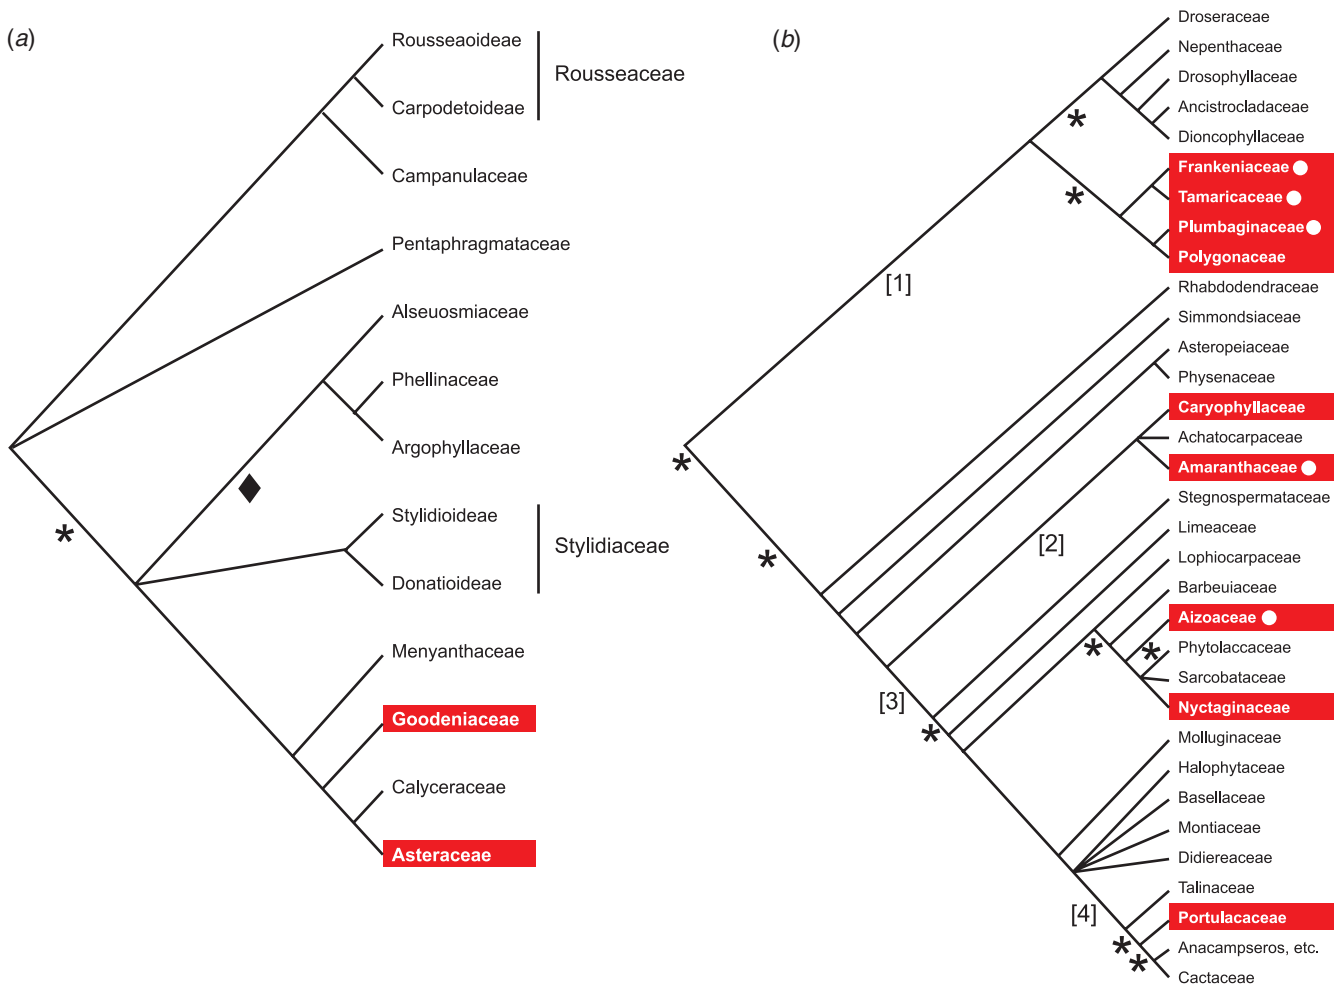 (a)
Rousseaoideae
Rousseaceae
Carpodetoideae
Campanulaceae
Pentaphragmataceae
Alseuosmiaceae
Phellinaceae
Argophyllaceae
Stylidioideae
Stylidiaceae
Donatioideae
*
Menyanthaceae
Goodeniaceae
Calyceraceae
Asteraceae
(b)
Droseraceae
Nepenthaceae
Drosophyllaceae
Ancistrocladaceae
*
Dioncophyllaceae
Frankeniaceae
*
Tamaricaceae
Plumbaginaceae
Polygonaceae
[1]
Rhabdodendraceae
Simmondsiaceae
Asteropeiaceae
Physenaceae
Caryophyllaceae
Achatocarpaceae
*
Amaranthaceae
Stegnospermataceae
Limeaceae
[2]
*
Lophiocarpaceae
Barbeuiaceae
Aizoaceae
*
*
Phytolaccaceae
Sarcobataceae
[3]
Nyctaginaceae
*
Molluginaceae
Halophytaceae
Basellaceae
Montiaceae
Didiereaceae
Talinaceae
[4]
Portulacaceae
*
Anacampseros, etc.
*
Cactaceae